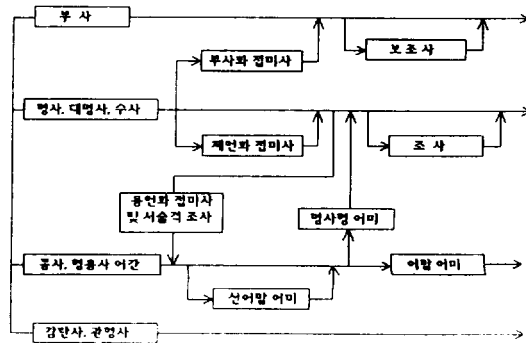 부 사
보조사
부사화 접미사
명사, 대명사, 수사
체언화 접미사
조 사
용언화 접미사
및 서술격 조사
명사형 어미
동사, 형용사 어간
어말 어미
선어말 어미
감탄사, 관형사